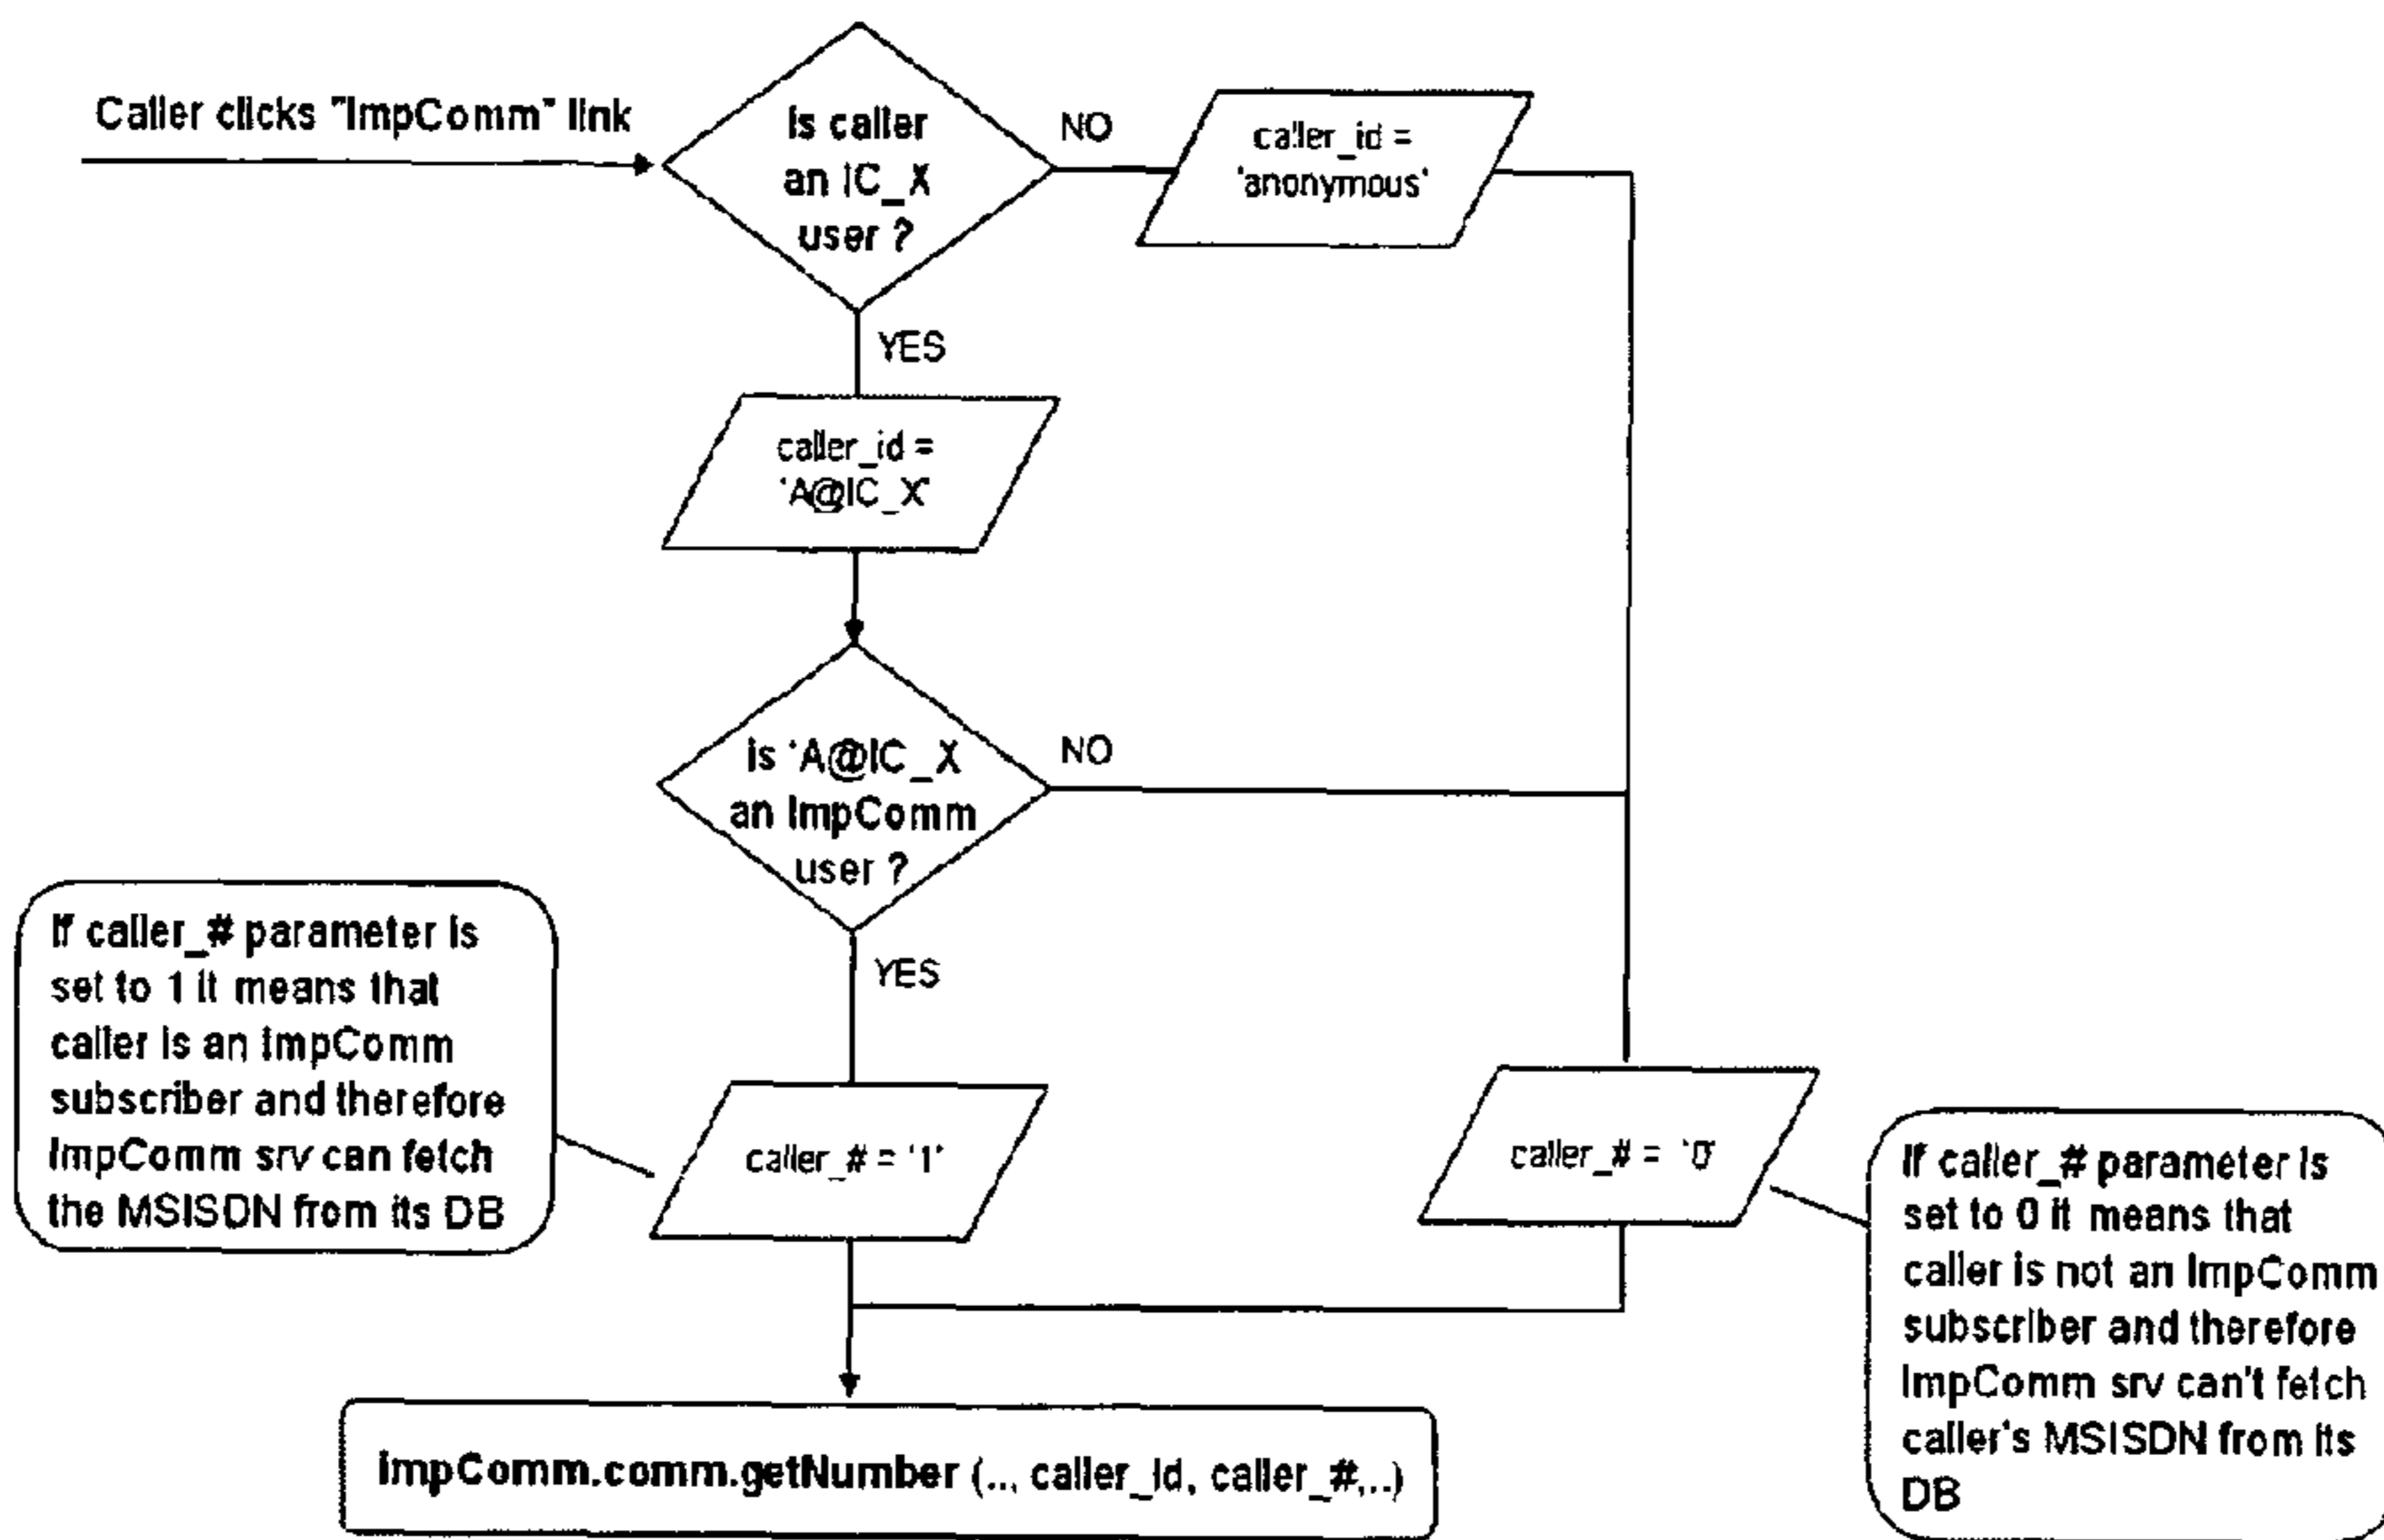 Caller clicks "ImpComm" link
is caller
an IC_X
user ?
NO
caller_id =
'anonymous'
YES
caller_id =
'A@IC_X'
is 'A@IC_X
an ImpComm
user ?
NO
YES
If caller_# parameter is
set to 1 it means that
caller is an ImpComm
subscriber and therefore
ImpComm srv can fetch
the MSISDN from its DB
caller_# = '1'
caller_# = '0'
If caller_# parameter is
set to 0 it means that
caller is not an ImpComm
subscriber and therefore
ImpComm srv can't fetch
caller's MSISDN from its
DB
impComm.comm.getNumber (.., caller_id, caller_#,..)